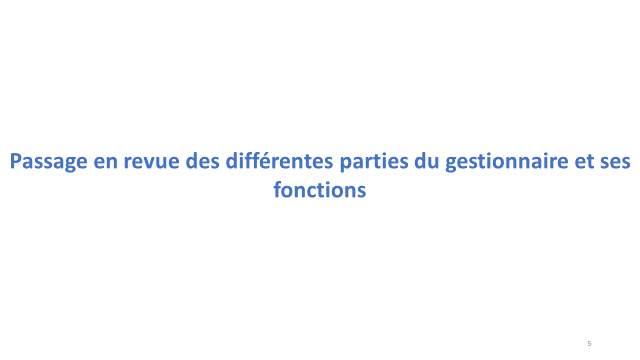 Passage en revue des différentes parties du gestionnaire et ses
fonctions
5